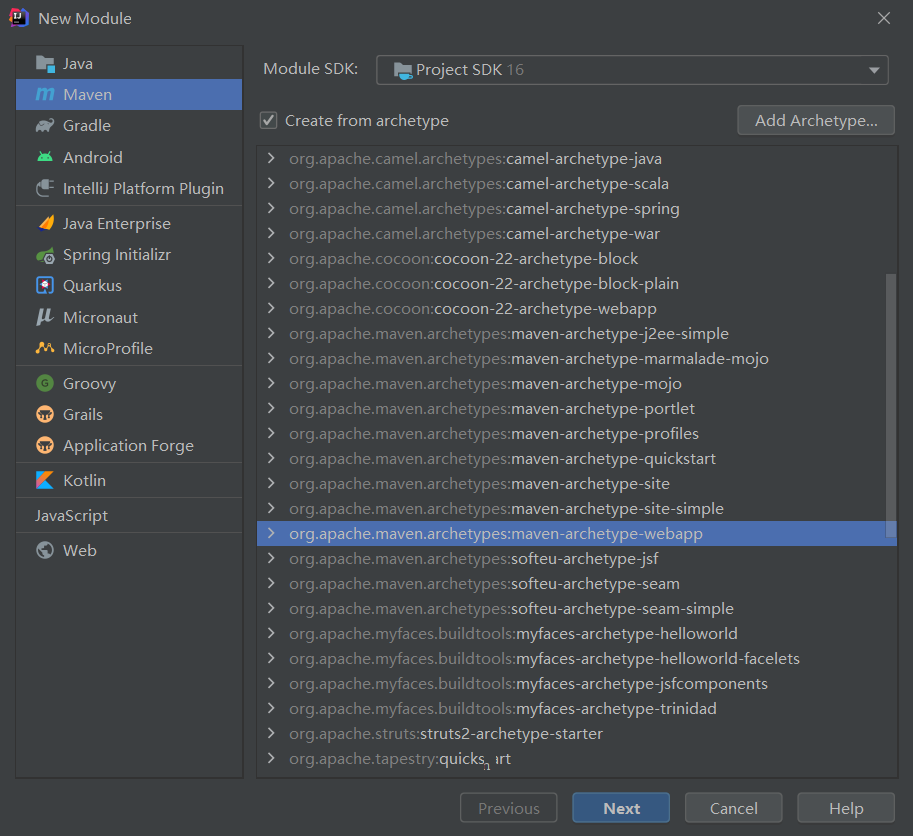 New Module
Java
Maven
Gradle
Android
IntelliJ Platform Plugin
Java Enterprise
Spring Initializr
Quarkus
Micronaut
MicroProfile
Groovy
Grails
Application Forge
Kotlin
JavaScript
Web
Module SDK: Project SDK 16
Create from archetype Add Archetype...
org.apache.camel.archetypes:camel-archetype-java
org.apache.camel.archetypes:camel-archetype-scala
org.apache.camel.archetypes:camel-archetype-spring
org.apache.camel.archetypes:camel-archetype-war
org.apache.cocoon:cocoon-22-archetype-block
org.apache.cocoon:cocoon-22-archetype-block-plain
org.apache.cocoon:cocoon-22-archetype-webapp
org.apache.maven.archetypes:maven-archetype-j2ee-simple
org.apache.maven.archetypes:maven-archetype-marmalade-mojo
org.apache.maven.archetypes:maven-archetype-mojo
org.apache.maven.archetypes:maven-archetype-portlet
org.apache.maven.archetypes:maven-archetype-profiles
org.apache.maven.archetypes:maven-archetype-quickstart
org.apache.maven.archetypes:maven-archetype-site
org.apache.maven.archetypes:maven-archetype-site-simple
org.apache.maven.archetypes:maven-archetype-webapp
org.apache.maven.archetypes:softeu-archetype-jsf
org.apache.maven.archetypes:softeu-archetype-seam
org.apache.maven.archetypes:softeu-archetype-seam-simple
org.apache.myfaces.buildtools:myfaces-archetype-helloworld
org.apache.myfaces.buildtools:myfaces-archetype-helloworld-facelets
org.apache.myfaces.buildtools:myfaces-archetype-jsfcomponents
org.apache.myfaces.buildtools:myfaces-archetype-trinidad
org.apache.struts:struts2-archetype-starter
org.apache.tapestry:quickstart
Previous Next Cancel Help